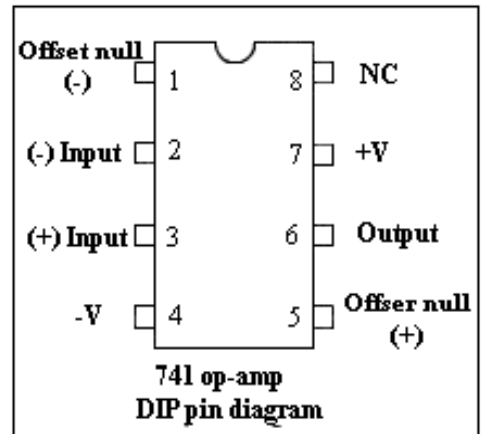 Offset null
(-)
1
8
NC
(-) Input
2
7
+V
(+) Input
3
6
Output
-V
4
5
Offser null
(+)
741 op-amp
DIP pin diagram